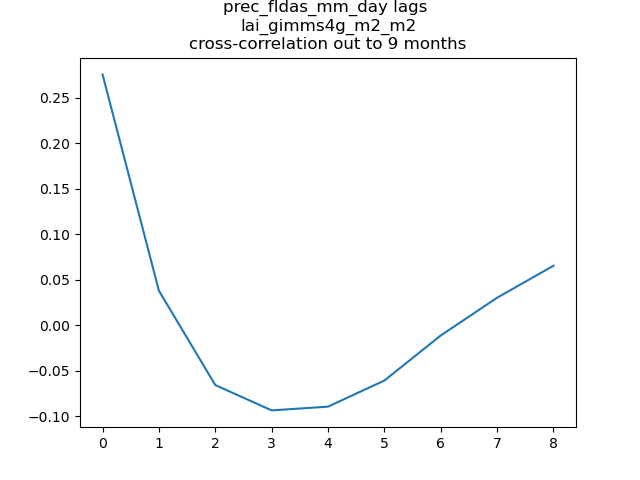 prec_fldas_mm_day lags
lai_gimms4g_m2_m2
cross-correlation out to 9 months
0.25
0.20
0.15
0.10
0.05
0.00
−0.05
−0.10
0 1 2 3 4 5 6 7 8